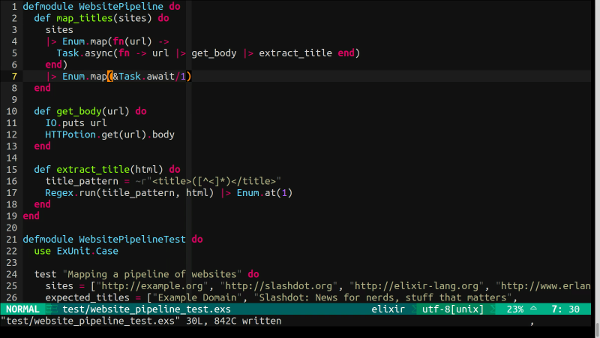 1 defmodule WebsitePipeline do
2   def map_titles(sites) do
3     sites
4     |> Enum.map(fn(url) ->
5       Task.async(fn -> url |> get_body |> extract_title end)
6     end)
7     |> Enum.map(&Task.await/1)
8   end
9
10   def get_body(url) do
11     IO.puts url
12     HTTPotion.get(url).body
13   end
14
15   def extract_title(html) do
16     title_pattern = ~r"<title>([^<]*)</title>"
17     Regex.run(title_pattern, html) |> Enum.at(1)
18   end
19 end
20
21 defmodule WebsitePipelineTest do
22   use ExUnit.Case
23
24   test "Mapping a pipeline of websites" do
25     sites = ["http://example.org", "http://slashdot.org", "http://elixir-lang.org", "http://www.erlan
26     expected_titles = ["Example Domain", "Slashdot: News for nerds, stuff that matters",
NORMAL test/website_pipeline_test.exs elixir utf-8[unix] 23% 7: 30
"test/website_pipeline_test.exs" 30L, 842C written ,